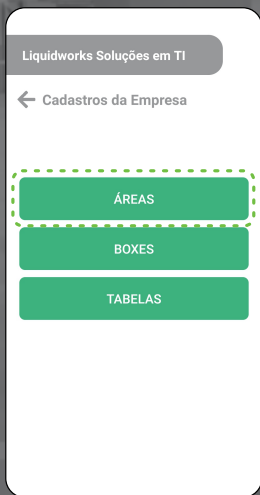 Liquidworks Soluções em TI
Cadastros da Empresa
ÁREAS
BOXES
TABELAS